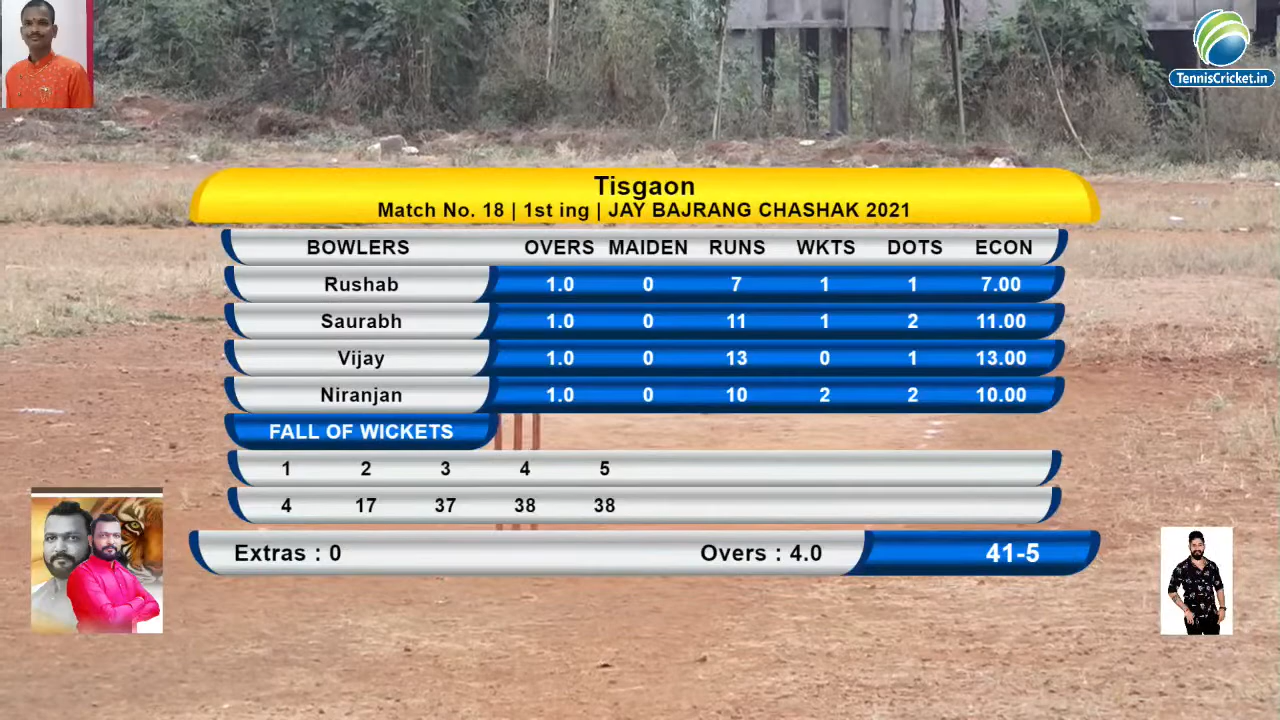 TennisCricket.in
Tisgaon
Match No. 18 | 1st ing | JAY BAJRANG CHASHAK 2021
BOWLERS OVERS MAIDEN RUNS WKTS DOTS ECON
Rushab 1.0 0 7 1 1 7.00
Saurabh 1.0 0 11 1 2 11.00
Vijay 1.0 0 13 0 1 13.00
Niranjan 1.0 0 10 2 2 10.00
FALL OF WICKETS
1 2 3 4 5
4 17 37 38 38
Extras : 0 Overs : 4.0 41-5